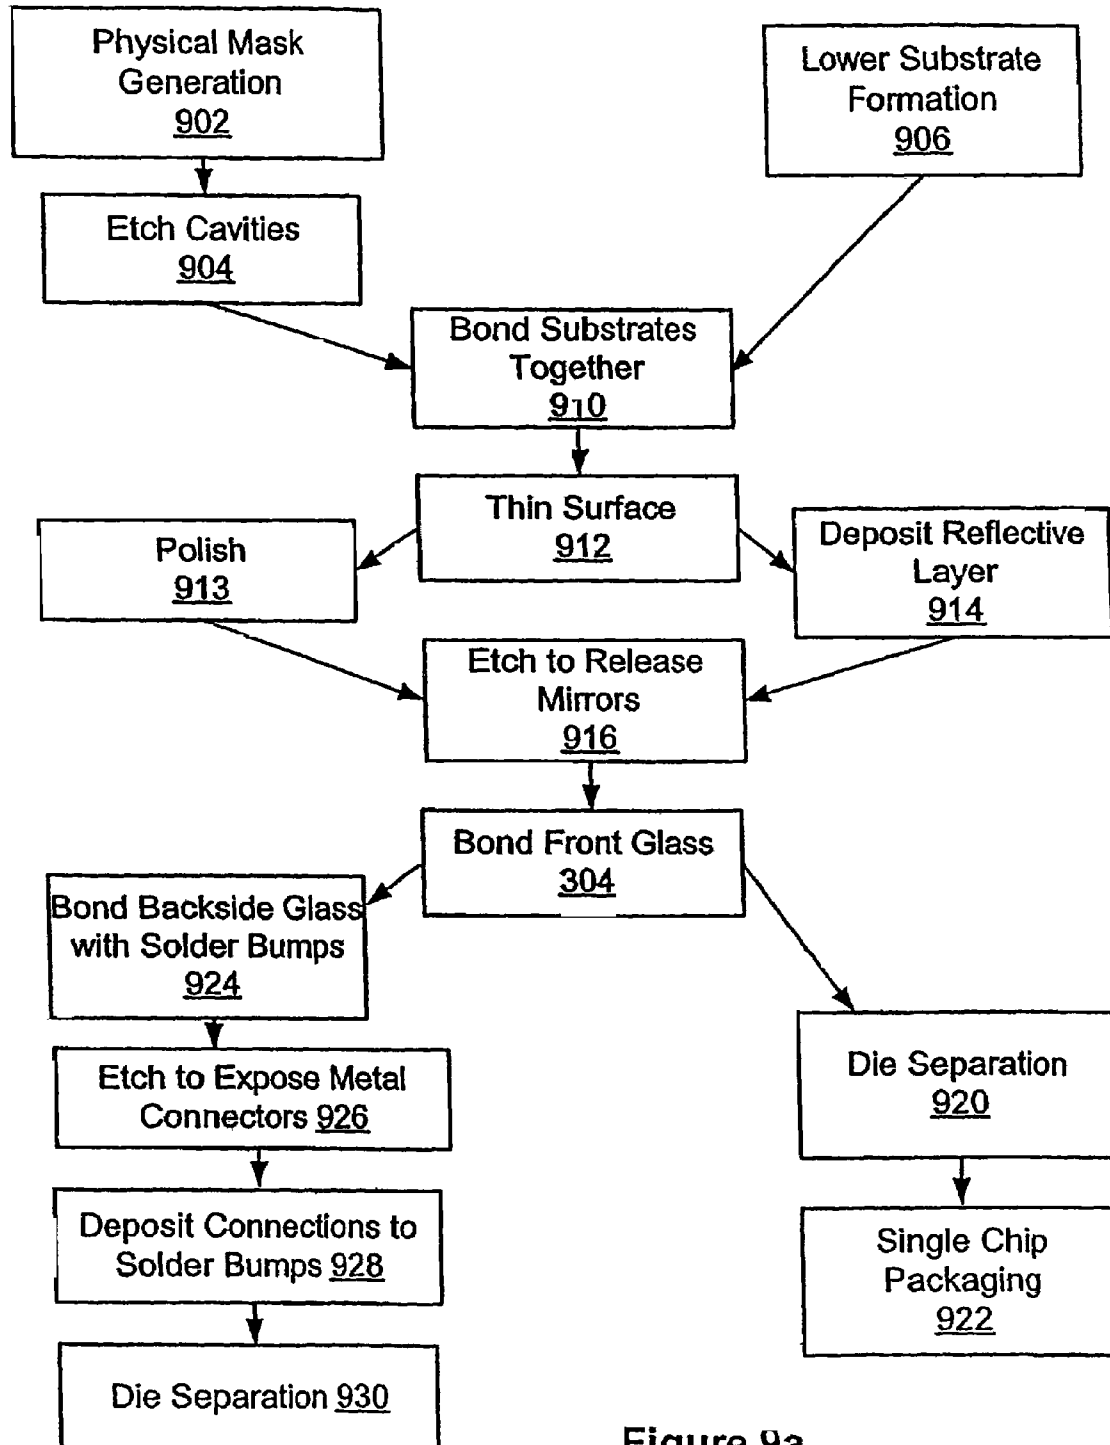 Physical Mask
Generation
902
Lower Substrate
Formation
906
Etch Cavities
904
Bond Substrates
Together
910
Thin Surface
912
Polish
913
Deposit Reflective
Layer
914
Etch to Release
Mirrors
916
Bond Front Glass
304
Bond Backside Glass
with Solder Bumps
924
Die Separation
920
Etch to Expose Metal
Connectors 926
Deposit Connections to
Solder Bumps 928
Single Chip
Packaging
922
Die Separation 930
Figure 9a